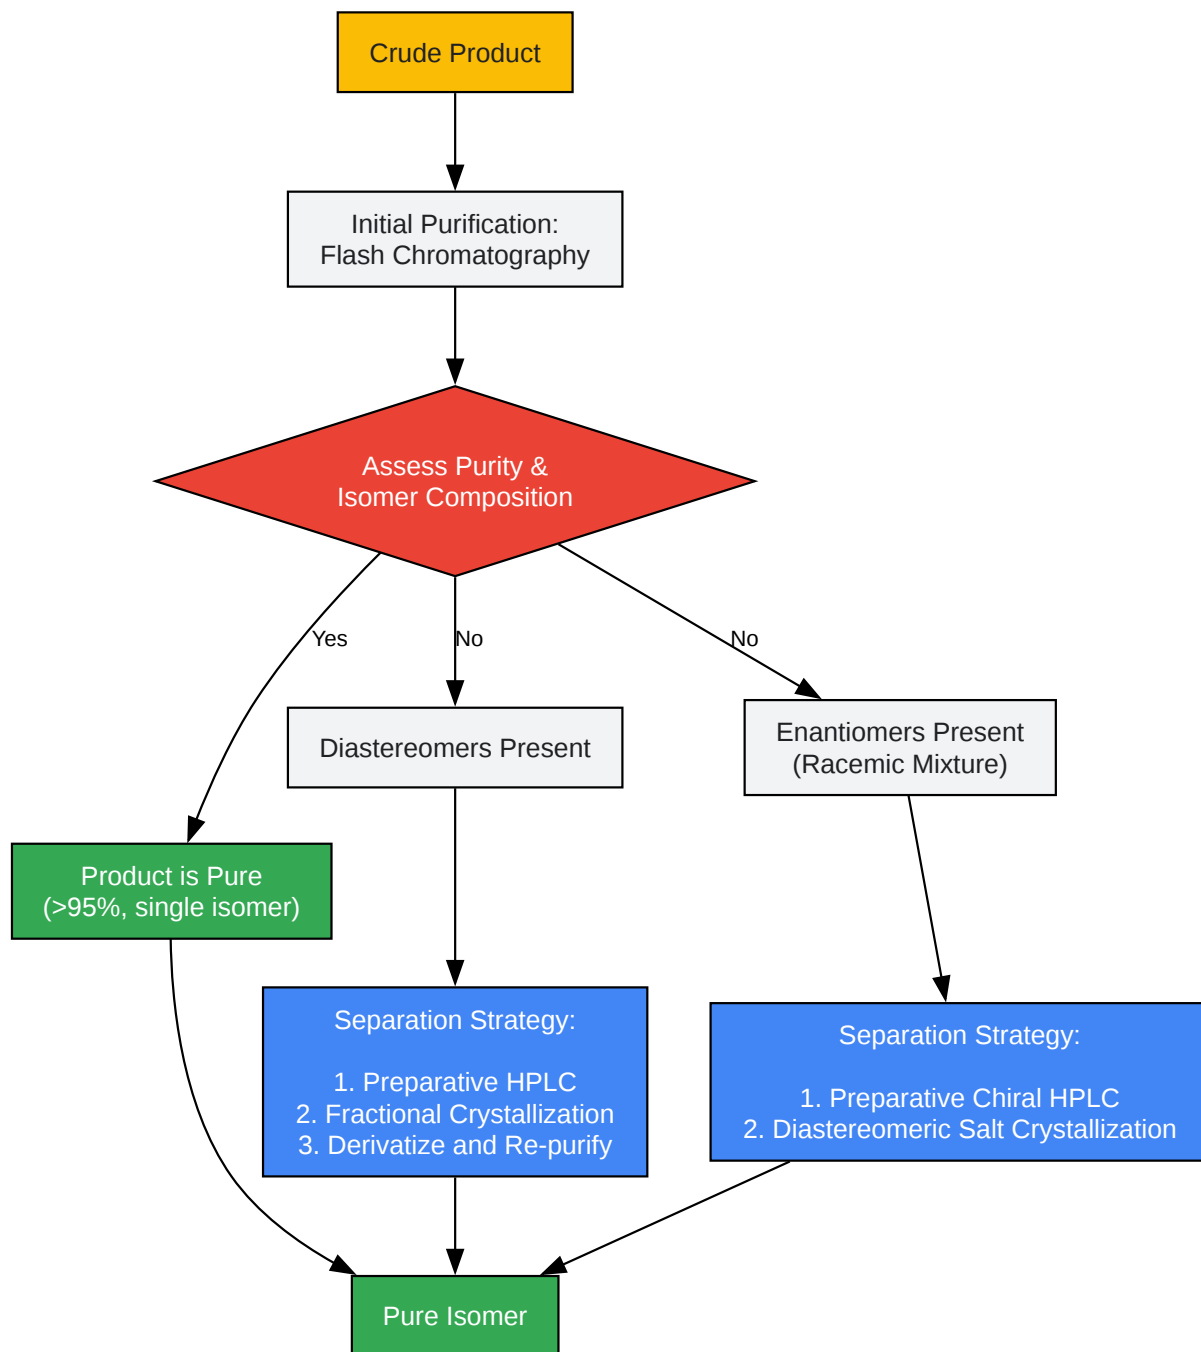 Crude Product
Initial Purification:
Flash Chromatography
Assess Purity &
Isomer Composition
Yes
No
No
Diastereomers Present
Enantiomers Present
(Racemic Mixture)
Product is Pure
(>95%, single isomer)
Separation Strategy:
1. Preparative HPLC
2. Fractional Crystallization
3. Derivatize and Re-purify
Separation Strategy:
1. Preparative Chiral HPLC
2. Diastereomeric Salt Crystallization
Pure Isomer